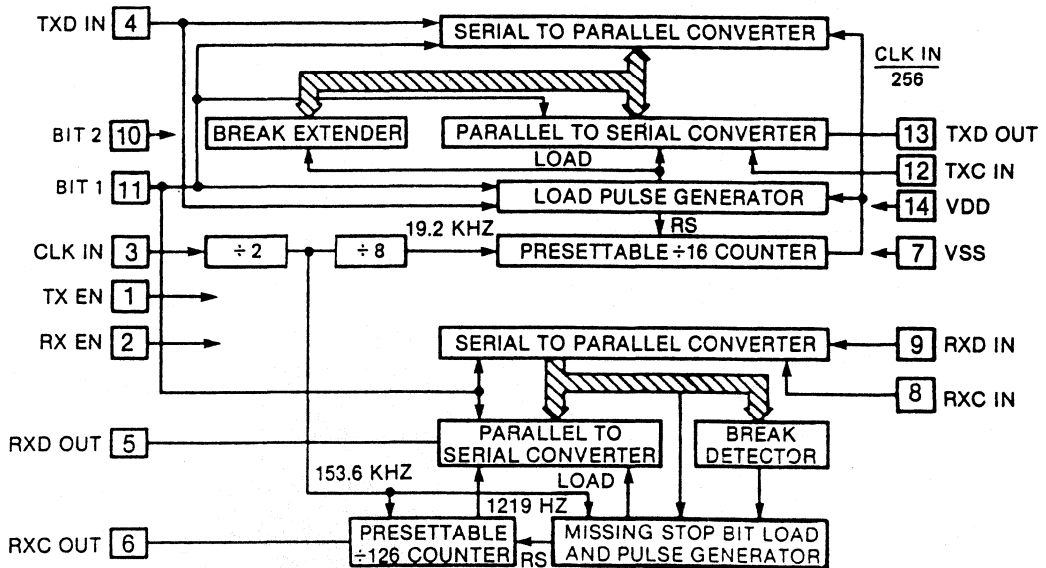 TXD IN 4
SERIAL TO PARALLEL CONVERTER
CLK IN
256
BIT 2 10
BREAK EXTENDER
PARALLEL TO SERIAL CONVERTER
13 TXD OUT
LOAD
12 TXC IN
BIT 1 11
LOAD PULSE GENERATOR
14 VDD
19.2 KHZ
RS
CLK IN 3
÷2
÷8
PRESETTABLE ÷16 COUNTER
7 VSS
TX EN 1
RX EN 2
SERIAL TO PARALLEL CONVERTER
9 RXD IN
8 RXC IN
RXD OUT 5
PARALLEL TO
SERIAL CONVERTER
BREAK
DETECTOR
153.6 KHZ
LOAD
1219 HZ
RXC OUT 6
PRESETTABLE
÷126 COUNTER
RS
MISSING STOP BIT LOAD
AND PULSE GENERATOR